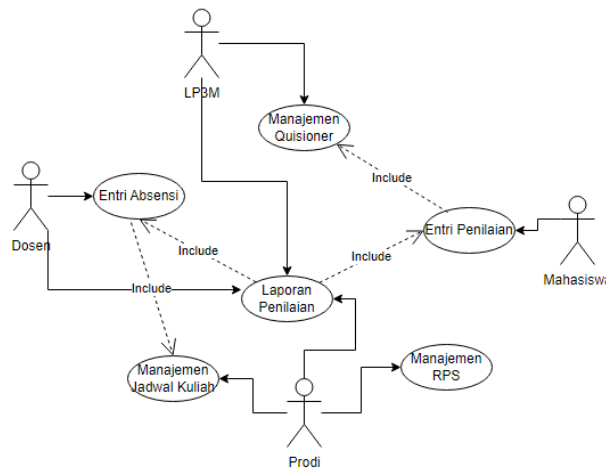 LP3M
Manajemen
Quisioner
Include
Entri Absensi
Dosen
Include
Include
Entri Penilaian
Mahasiswa
Include
Laporan
Penilaian
Manajemen
Jadwal Kuliah
Manajemen
RPS
Prodi